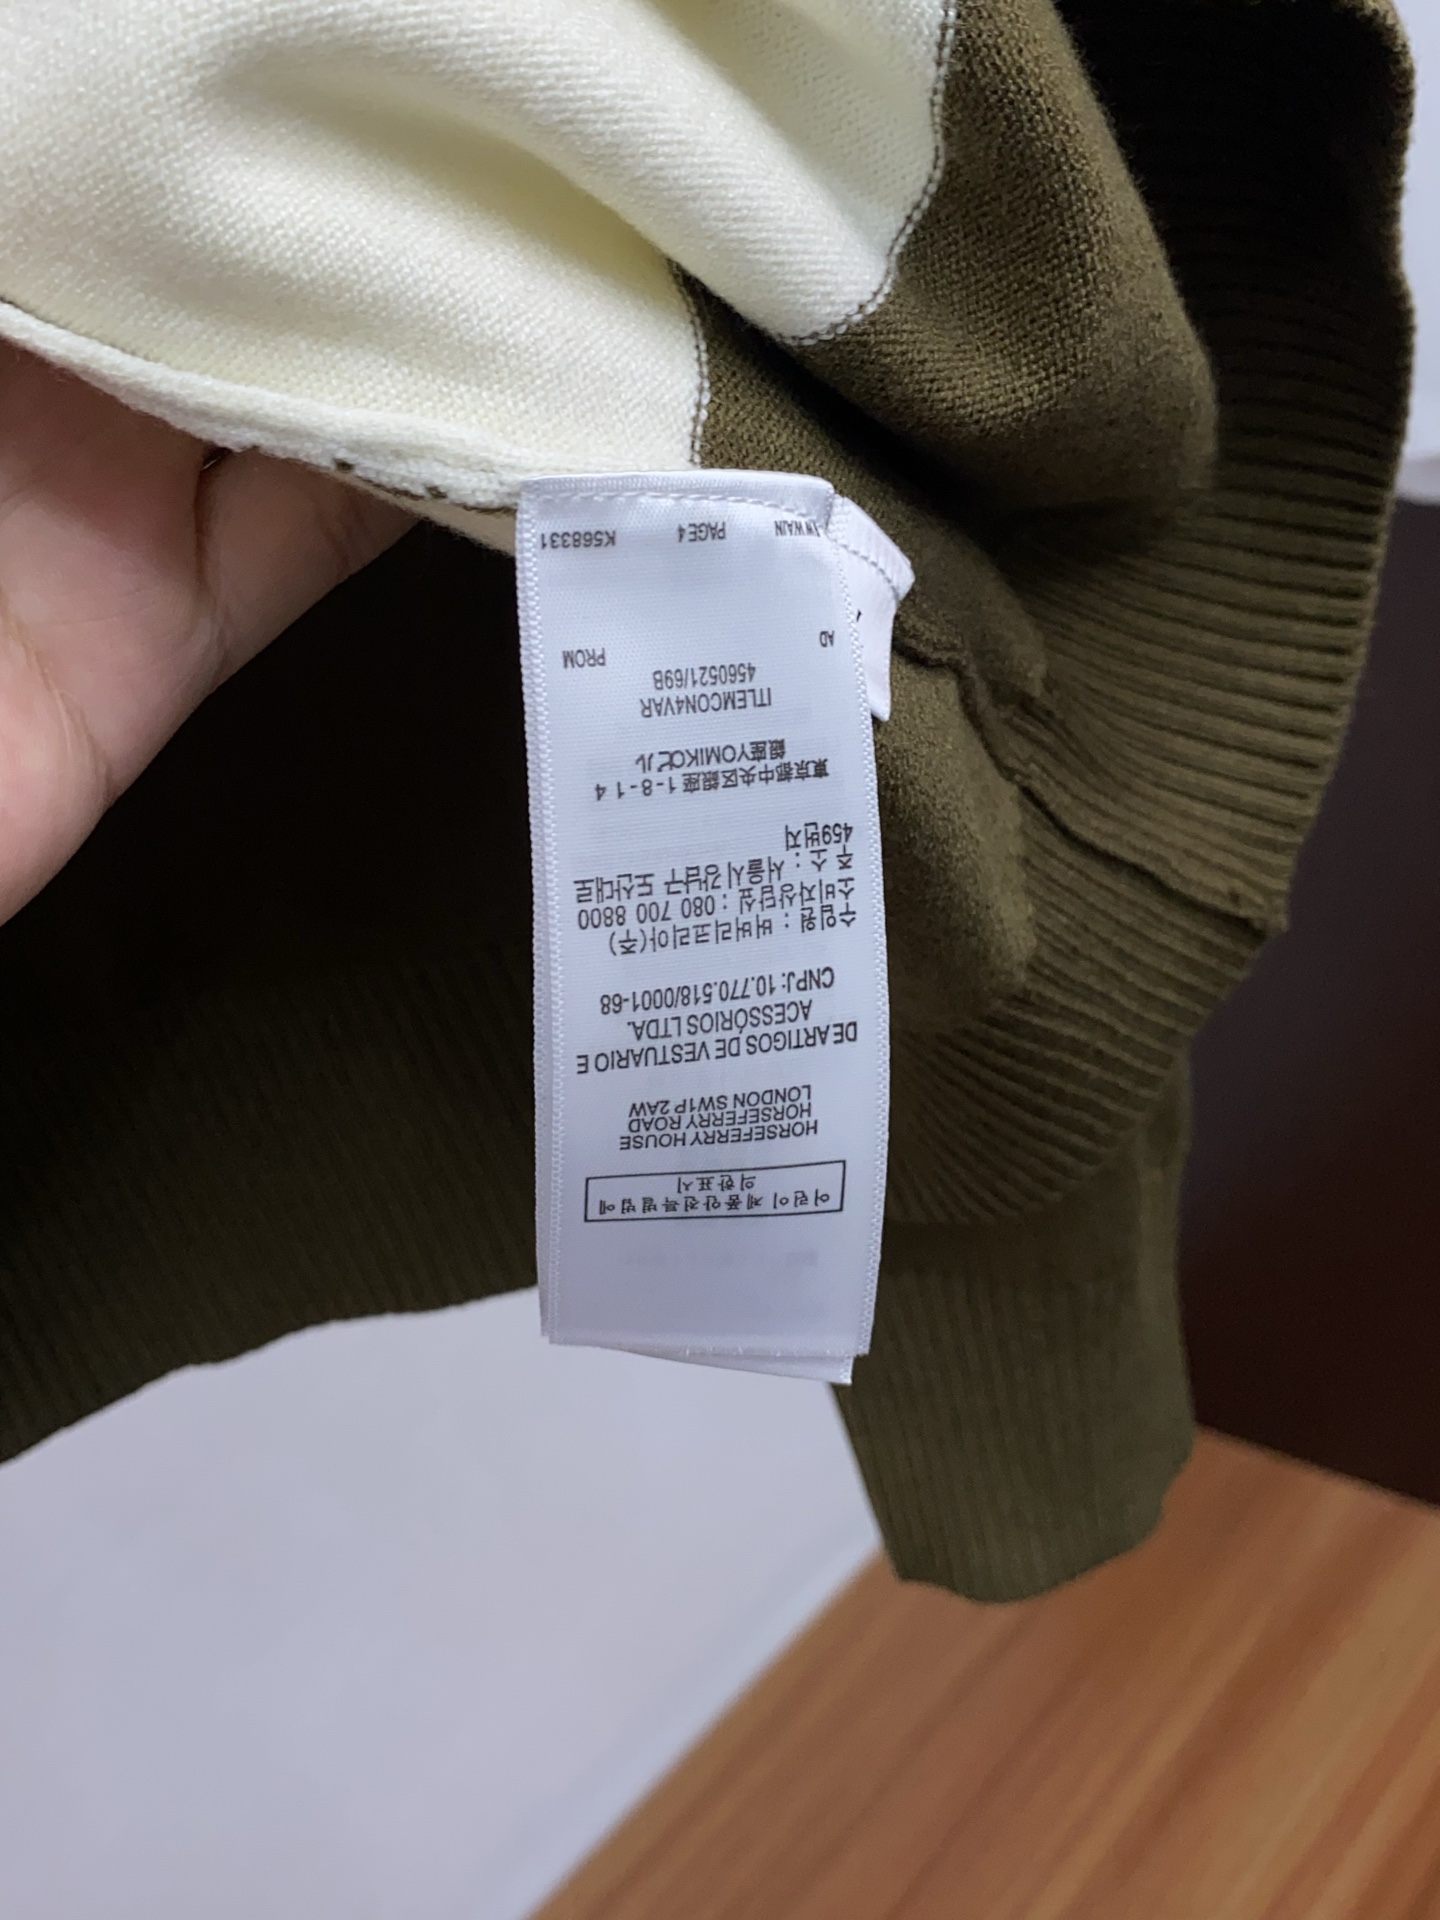 어린이제품안전특별법에
의한표시
HORSEFERRY HOUSE
HORSEFERRY ROAD
LONDON SW1P 2AW
DE ARTIGOS DE VESTUARIO E
ACESSÓRIOS LTDA.
CNPJ: 10.770.518/0001-68
수입원 : 버버리코리아(주)
소비자상담실 : 080 700 8800
주 소 : 서울시 강남구 도산대로
459번지
東京都中央区銀座1-8-14
銀座YOMIKOビル
ITLEMCON4VAR
4560521/69B
AD PROM
WAIN PAGE4 K568331